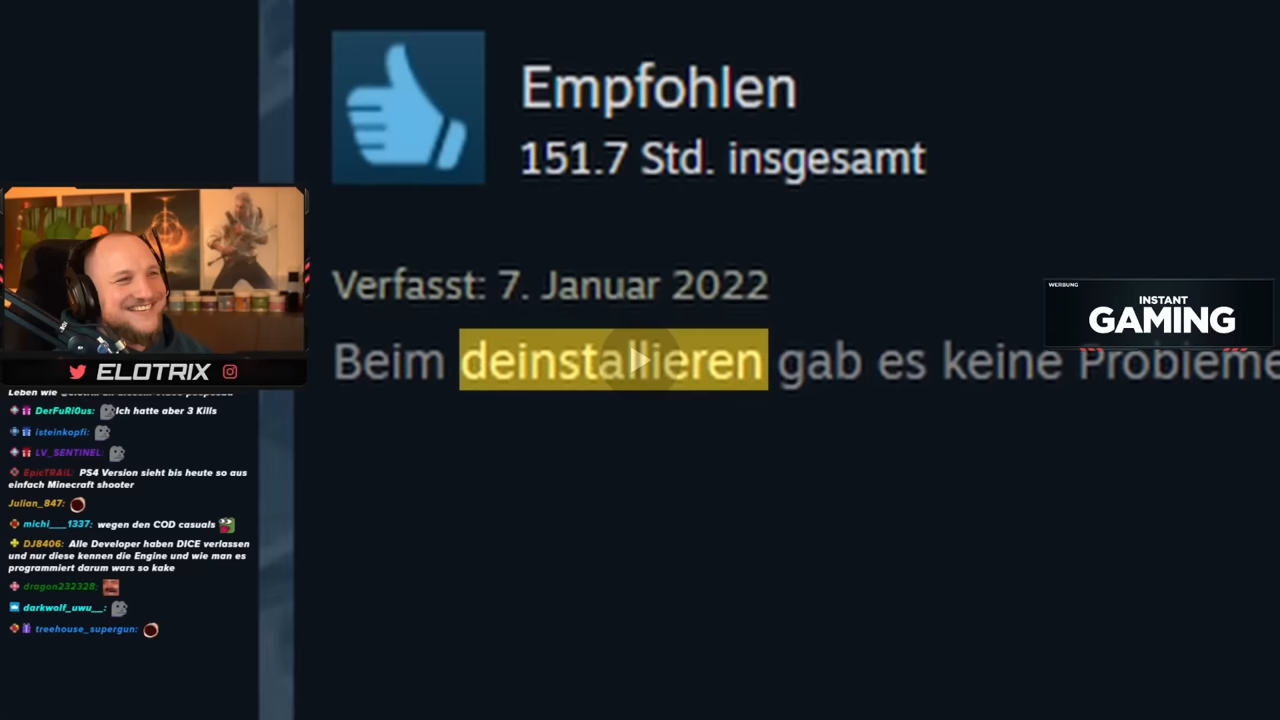 Empfohlen
151.7 Std. insgesamt
Verfasst: 7. Januar 2022
Beim deinstallieren gab es keine Probleme
WERBUNG
INSTANT
GAMING
ELOTRIX
DerFuRi0us: Ich hatte aber 3 Kills
isteinkopfi:
LV_SENTINEL:
EpicTRAiL: PS4 Version sieht bis heute so aus
einfach Minecraft shooter
Julian_847:
michi___1337: wegen den COD casuals
DJ8406: Alle Developer haben DICE verlassen
und nur diese kennen die Engine und wie man es
programmiert darum wars so kake
dragon232328:
darkwolf_uwu__:
treehouse_supergun: